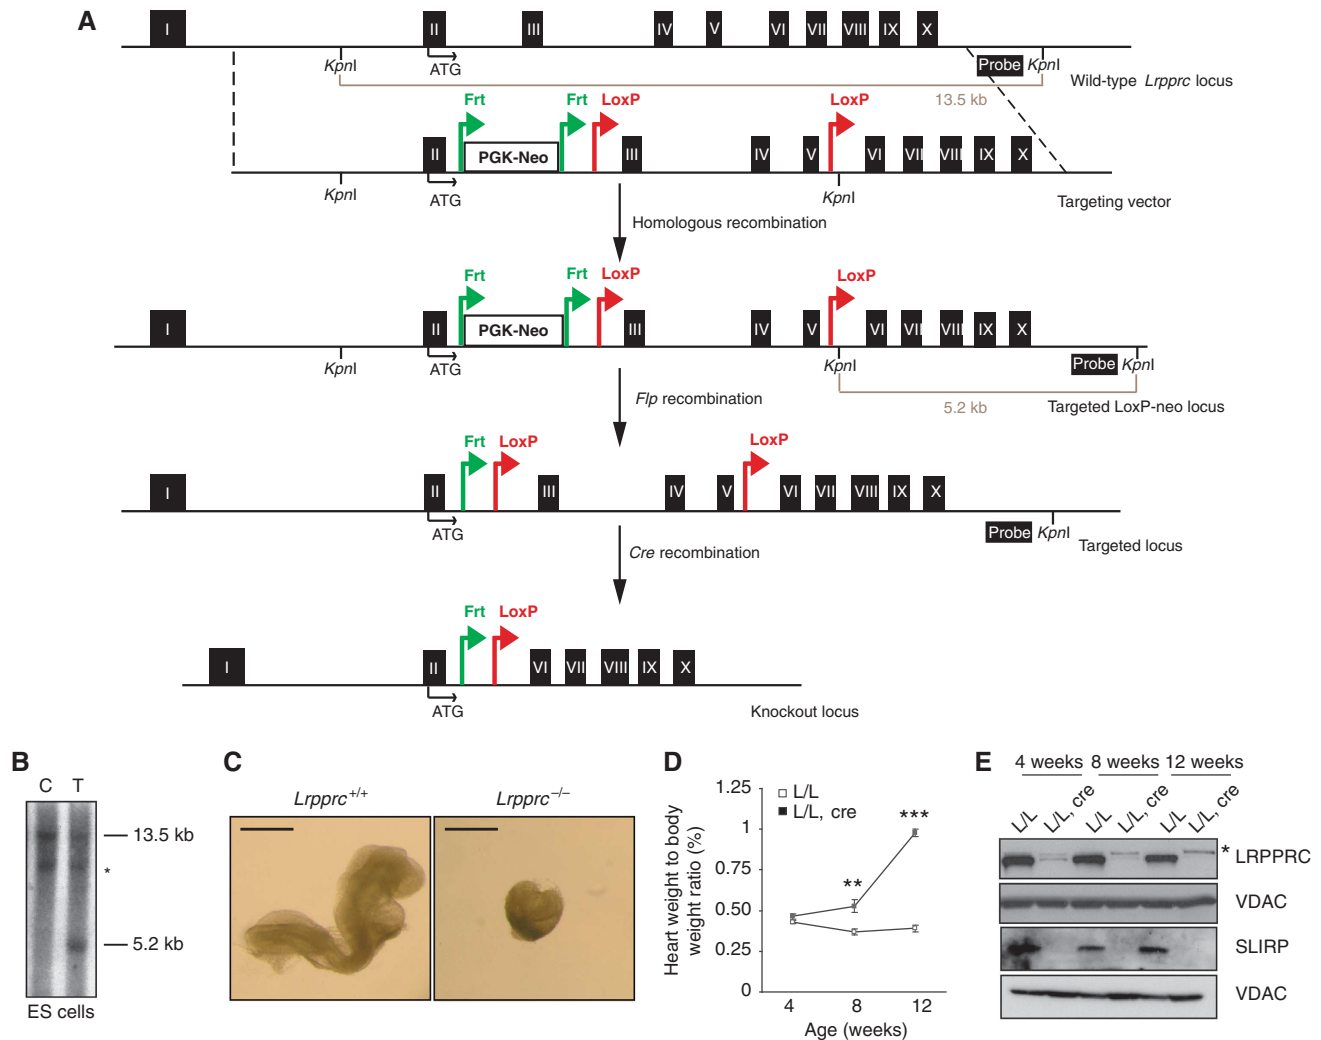 A
I II III IV V VI VII VIII IX X
KpnI ATG Probe KpnI
Wild-type Lrpprc locus
13.5 kb
Frt Frt LoxP LoxP
II PGK-Neo III IV V VI VII VIII IX X
KpnI ATG KpnI
Targeting vector
Homologous recombination
Frt Frt LoxP LoxP
I II PGK-Neo III IV V VI VII VIII IX X
KpnI ATG KpnI Probe KpnI
5.2 kb
Targeted LoxP-neo locus
Flp recombination
Frt LoxP LoxP
I II III IV V VI VII VIII IX X
ATG Probe KpnI
Targeted locus
Cre recombination
Frt LoxP
I II VI VII VIII IX X
ATG
Knockout locus
B
C T
13.5 kb
*
5.2 kb
ES cells
C
Lrpprc+/+ Lrpprc−/−
D
Heart weight to body
weight ratio (%)
1.25
1
0.75
0.50
0.25
0
L/L
L/L, cre
**
***
4 8 12
Age (weeks)
E
4 weeks 8 weeks 12 weeks
L/L L/L, cre L/L L/L, cre L/L L/L, cre
* LRPPRC
VDAC
SLIRP
VDAC